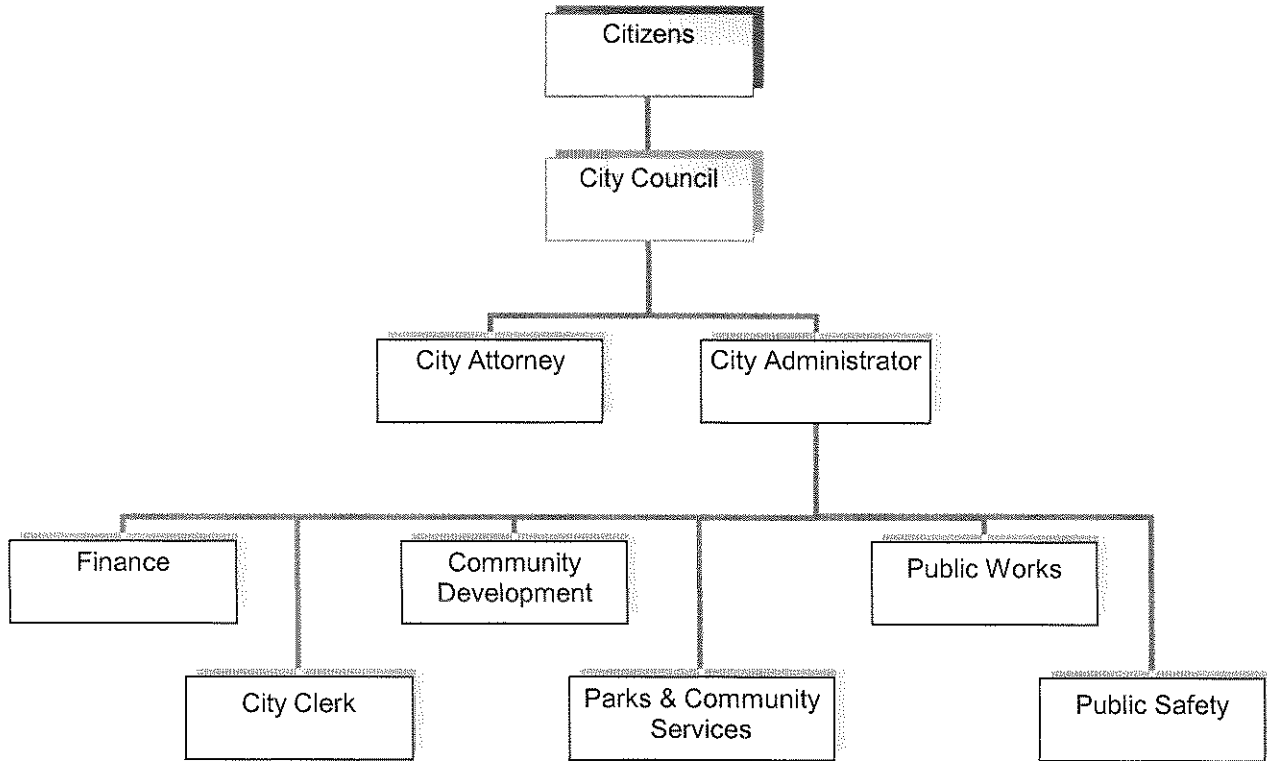 Citizens
City Council
City Attorney
City Administrator
Finance
Community
Development
Public Works
City Clerk
Parks & Community
Services
Public Safety